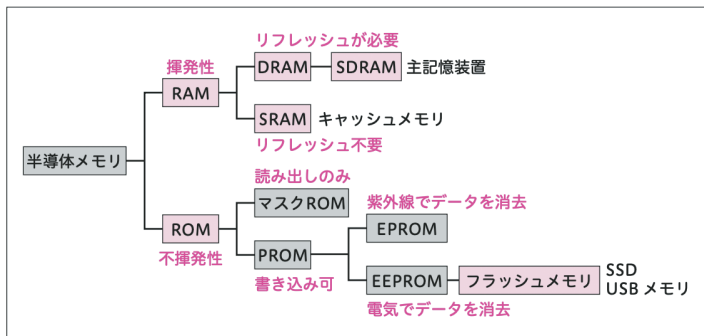 リフレッシュが必要
揮発性
DRAM
SDRAM
主記憶装置
RAM
SRAM
キャッシュメモリ
リフレッシュ不要
半導体メモリ
読み出しのみ
マスクROM
紫外線でデータを消去
ROM
EPROM
不揮発性
PROM
書き込み可
EEPROM
フラッシュメモリ
SSD
USBメモリ
電気でデータを消去